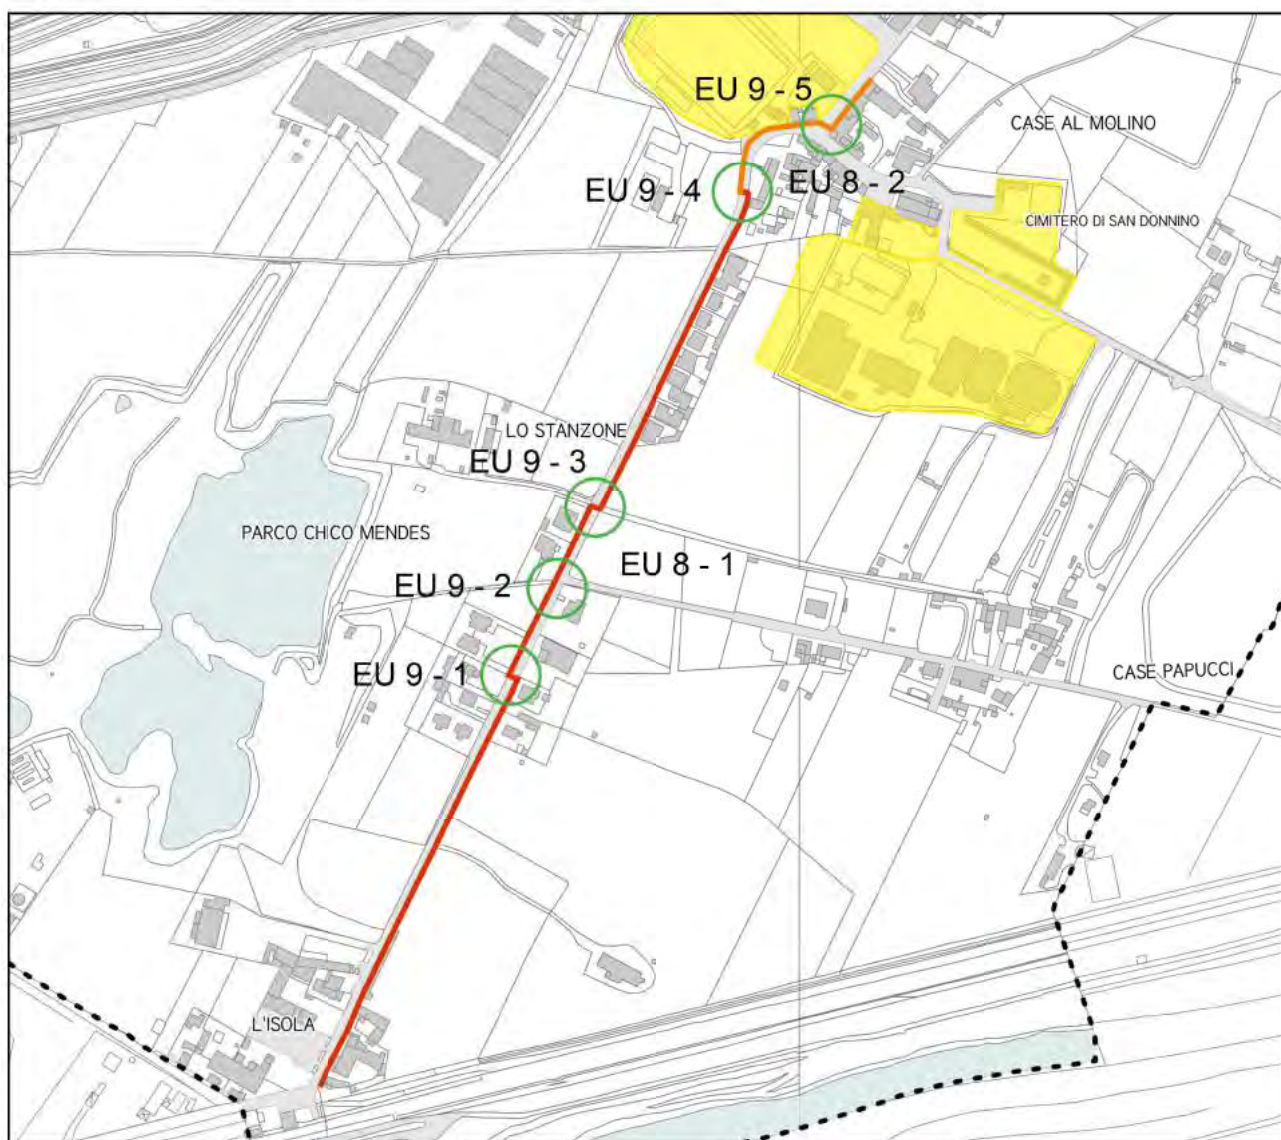 EU 9 - 5
CASE AL MOLINO
EU 9 - 4
EU 8 - 2
CIMITERO DI SAN DONNINO
LO STANZONE
EU 9 - 3
PARCO CHICO MENDES
EU 8 - 1
EU 9 - 2
EU 9 - 1
CASE PAPUCCI
L'ISOLA